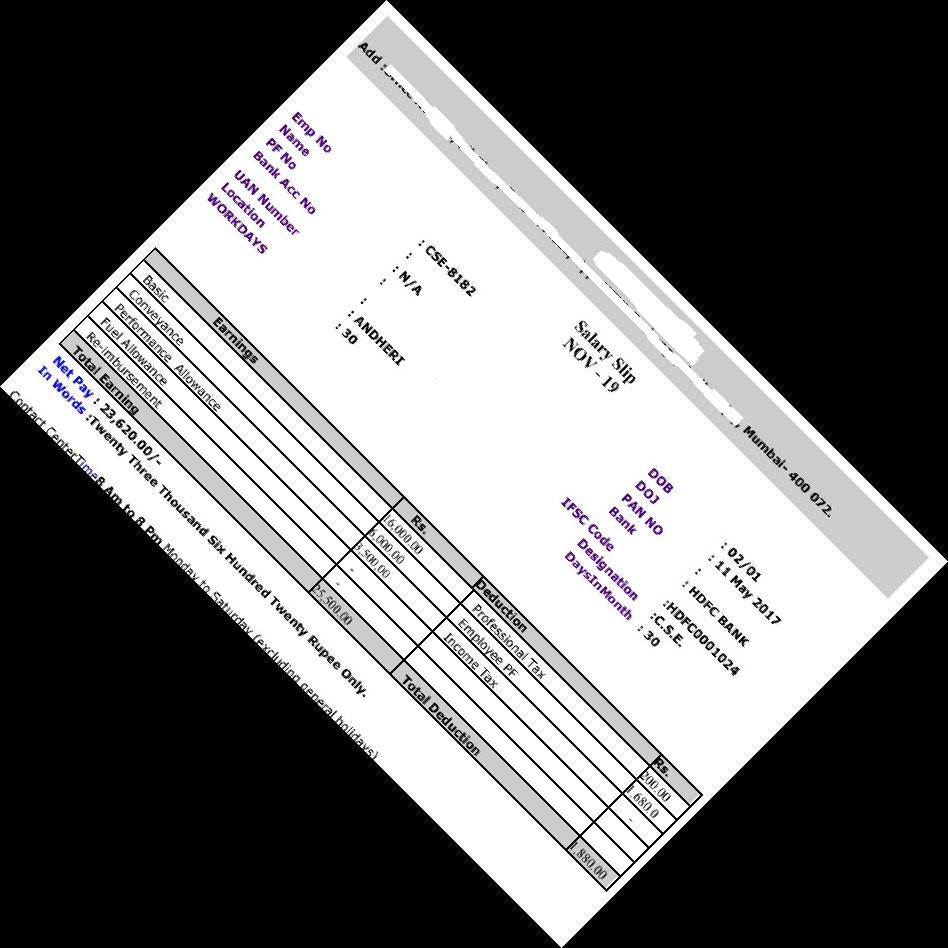 Add : , Mumbai- 400 072.
Salary Slip
NOV - 19
Emp No : CSE-8182 DOB : 02/01
Name : DOJ : 11 May 2017
PF No : N/A PAN NO :
Bank Acc No : Bank : HDFC BANK
UAN Number : IFSC Code :HDFC0001024
Location : ANDHERI Designation :C.S.E.
WORKDAYS : 30 DaysInMonth : 30
Earnings Rs. Deduction Rs.
Basic 16,000.00 Professional Tax 200.00
Conveyance 6,000.00 Employee PF 1,680.0
Performance Allowance 3,500.00 Income Tax -
Fuel Allowance -
Re-imbursement -
Total Earning 25,500.00 Total Deduction 1,880.00
Net Pay : 23,620.00/-
In Words :Twenty Three Thousand Six Hundred Twenty Rupee Only.
Contact Center Time 8 Am to 8 Pm Monday to Saturday (excluding general holidays)